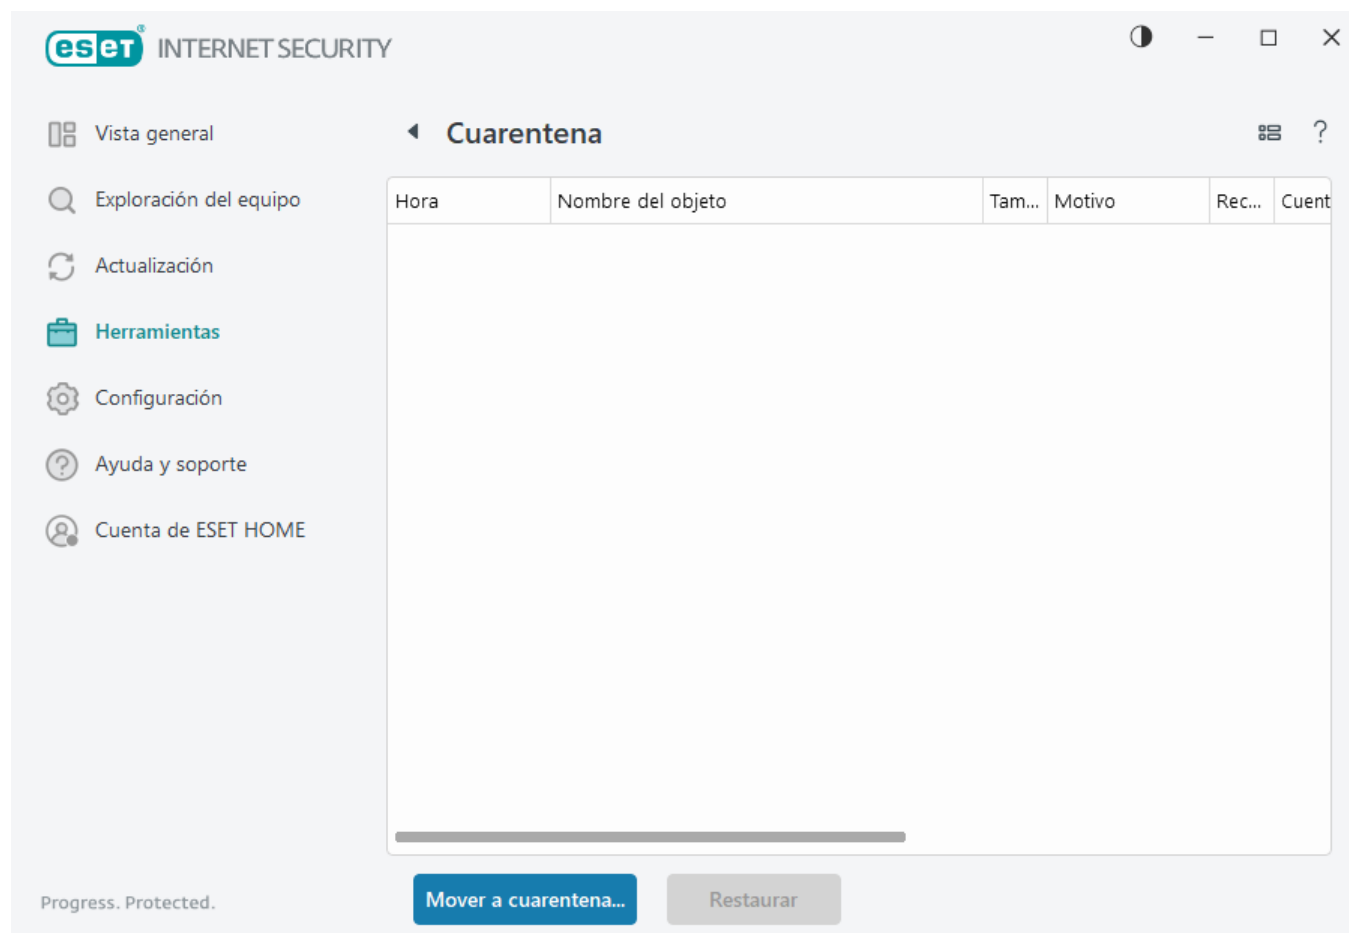 eset® INTERNET SECURITY
Vista general
Exploración del equipo
Actualización
Herramientas
Configuración
Ayuda y soporte
Cuenta de ESET HOME
Progress. Protected.
Cuarentena
?
Hora Nombre del objeto Tam... Motivo Rec... Cuent
Mover a cuarentena... Restaurar